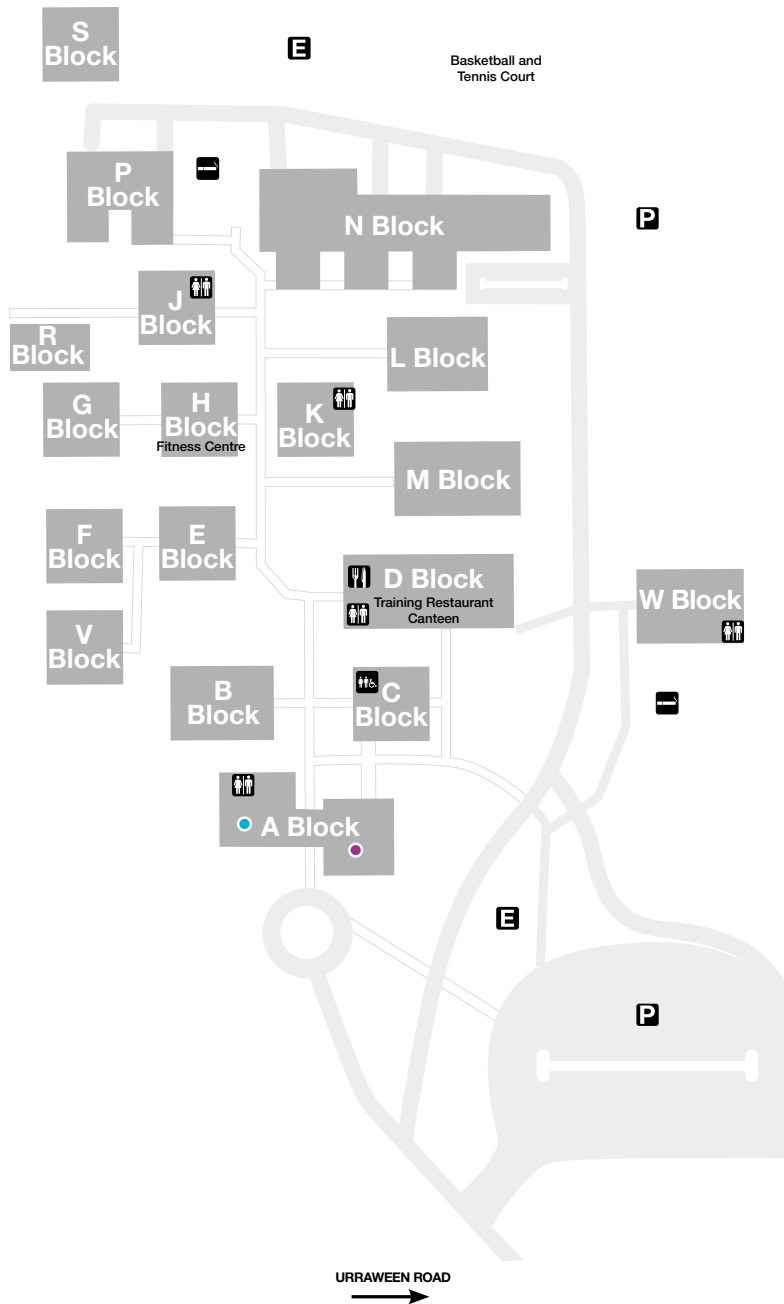 S
Block
E
Basketball and
Tennis Court
P
Block
N Block
P
J
Block
R
Block
L Block
G
Block
H
Block
Fitness Centre
K
Block
M Block
F
Block
E
Block
D Block
Training Restaurant
Canteen
W Block
V
Block
B
Block
C
Block
A Block
E
P
URRAWEEN ROAD